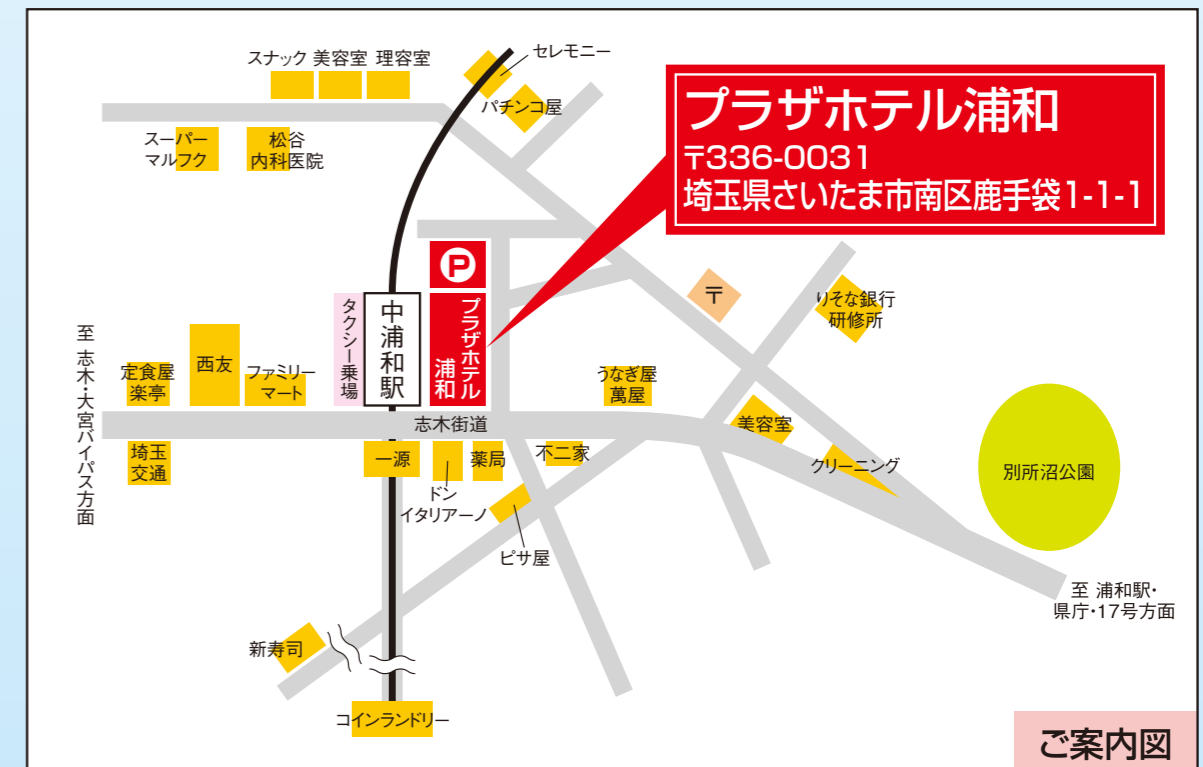 スナック
美容室
理容室
セレモニー
パチンコ屋
スーパー
マルフク
松谷
内科医院
プラザホテル浦和
〒336-0031
埼玉県さいたま市南区鹿手袋1-1-1
P
プラザホテル
浦和
中浦和駅
タクシー乗場
〒
りそな銀行
研修所
至 志木・大宮バイパス方面
定食屋
楽亭
西友
ファミリー
マート
うなぎ屋
萬屋
志木街道
美容室
埼玉
交通
一源
ドン
イタリアーノ
薬局
不二家
クリーニング
別所沼公園
ピサ屋
至 浦和駅・
県庁・17号方面
新寿司
コインランドリー
ご案内図